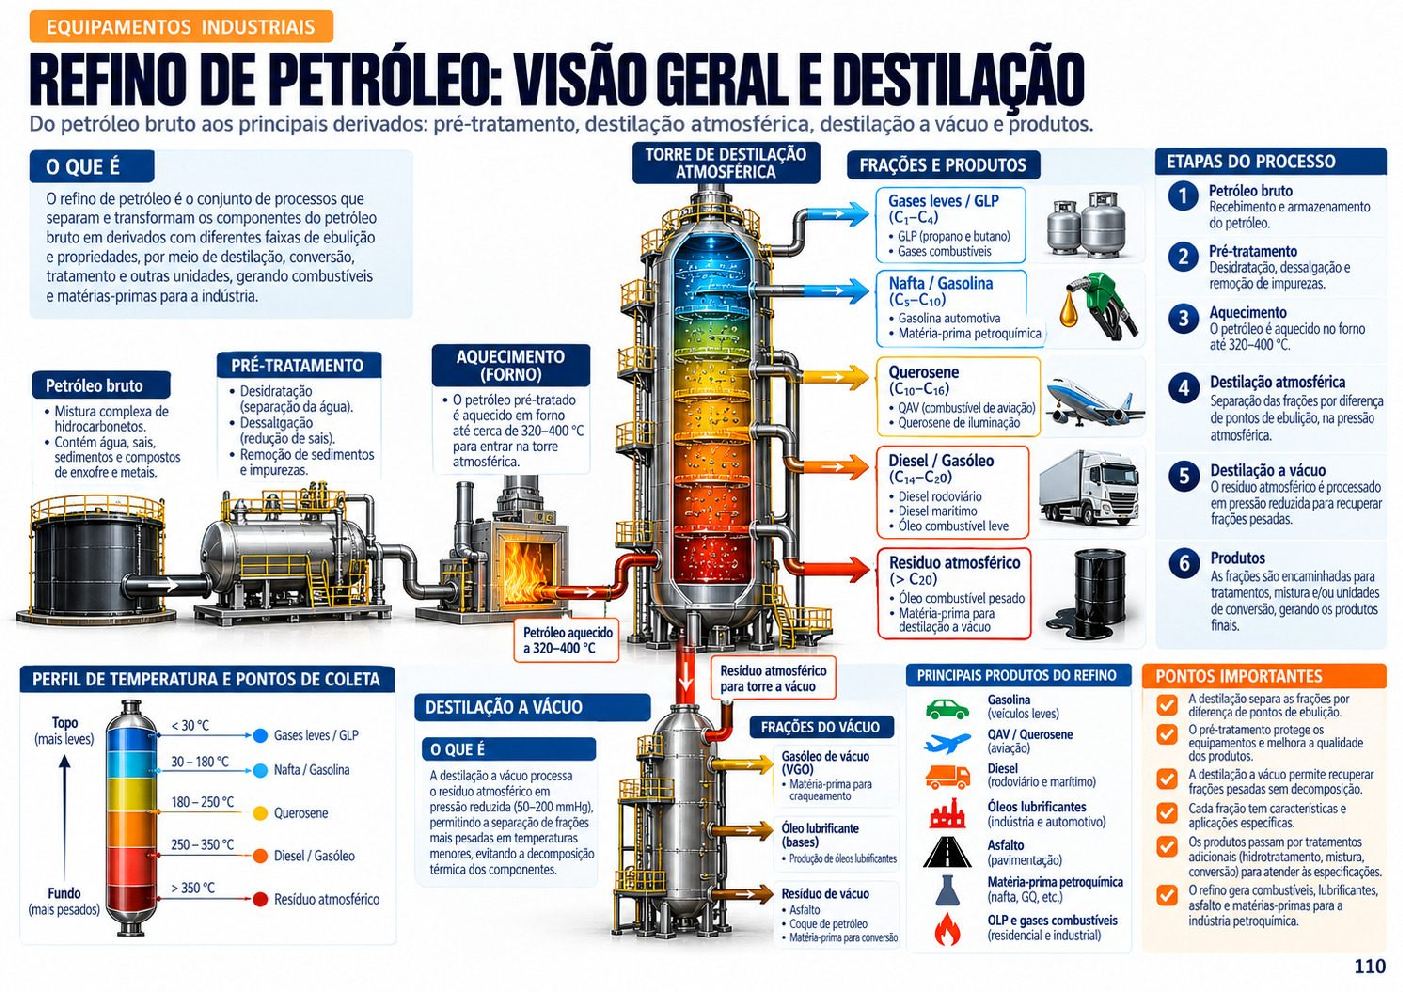 EQUIPAMENTOS INDUSTRIAIS
REFINO DE PETRÓLEO: VISÃO GERAL E DESTILAÇÃO
Do petróleo bruto aos principais derivados: pré-tratamento, destilação atmosférica, destilação a vácuo e produtos.
O QUE É
O refino de petróleo é o conjunto de processos que
separam e transformam os componentes do petróleo
bruto em derivados com diferentes faixas de ebulição
e propriedades, por meio de destilação, conversão,
tratamento e outras unidades, gerando combustíveis
e matérias-primas para a indústria.
Petróleo bruto
• Mistura complexa de
hidrocarbonetos.
• Contém água, sais,
sedimentos e compostos
de enxofre e metais.
PRÉ-TRATAMENTO
• Desidratação
(separação da água).
• Dessaltgação
(redução de sais).
• Remoção de sedimentos
e impurezas.
AQUECIMENTO
(FORNO)
• O petróleo pré-tratado
é aquecido em forno
até cerca de 320–400 °C
para entrar na torre
atmosférica.
Petróleo aquecido
a 320–400 °C
TORRE DE DESTILAÇÃO
ATMOSFÉRICA
FRAÇÕES E PRODUTOS
Gases leves / GLP
(C₁–C₄)
• GLP (propano e butano)
• Gases combustíveis
Nafta / Gasolina
(C₅–C₁₀)
• Gasolina automotiva
• Matéria-prima petroquímica
Querosene
(C₁₀–C₁₆)
• QAV (combustível de aviação)
• Querosene de iluminação
Diesel / Gasóleo
(C₁₄–C₂₀)
• Diesel rodoviário
• Diesel marítimo
• Óleo combustível leve
Resíduo atmosférico
(> C20)
• Óleo combustível pesado
• Matéria-prima para
destilação a vácuo
ETAPAS DO PROCESSO
1 Petróleo bruto
Recebimento e armazenamento
do petróleo.
2 Pré-tratamento
Desidratação, dessalgação e
remoção de impurezas.
3 Aquecimento
O petróleo é aquecido no forno
até 320–400 °C.
4 Destilação atmosférica
Separação das frações por diferença
de pontos de ebulição, na pressão
atmosférica.
5 Destilação a vácuo
O resíduo atmosférico é processado
em pressão reduzida para recuperar
frações pesadas.
6 Produtos
As frações são encaminhadas para
tratamentos, mistura e/ou unidades
de conversão, gerando os produtos
finais.
PERFIL DE TEMPERATURA E PONTOS DE COLETA
Topo
(mais leves)
Fundo
(mais pesados)
< 30 °C Gases leves / GLP
30 – 180 °C Nafta / Gasolina
180 – 250 °C Querosene
250 – 350 °C Diesel / Gasóleo
> 350 °C Resíduo atmosférico
DESTILAÇÃO A VÁCUO
O QUE É
A destilação a vácuo processa
o resíduo atmosférico em
pressão reduzida (50–200 mmHg),
permitindo a separação de frações
mais pesadas em temperaturas
menores, evitando a decomposição
térmica dos componentes.
Resíduo atmosférico
para torre a vácuo
FRAÇÕES DO VÁCUO
Gasóleo de vácuo
(VGO)
• Matéria-prima para
craqueamento
Óleo lubrificante
(bases)
• Produção de óleos lubrificantes
Resíduo de vácuo
• Asfalto
• Coque de petróleo
• Matéria-prima para conversão
PRINCIPAIS PRODUTOS DO REFINO
Gasolina
(veículos leves)
QAV / Querosene
(aviação)
Diesel
(rodoviário e marítimo)
Óleos lubrificantes
(indústria e automotivo)
Asfalto
(pavimentação)
Matéria-prima petroquímica
(nafta, GQ, etc.)
OLP e gases combustíveis
(residencial e industrial)
PONTOS IMPORTANTES
A destilação separa as frações por
diferença de pontos de ebulição.
O pré-tratamento protege os
equipamentos e melhora a qualidade
dos produtos.
A destilação a vácuo permite recuperar
frações pesadas sem decomposição.
Cada fração tem características e
aplicações específicas.
Os produtos passam por tratamentos
adicionais (hidrotratamento, mistura,
conversão) para atender às especificações.
O refino gera combustíveis, lubrificantes,
asfalto e matérias-primas para a
indústria petroquímica.
110